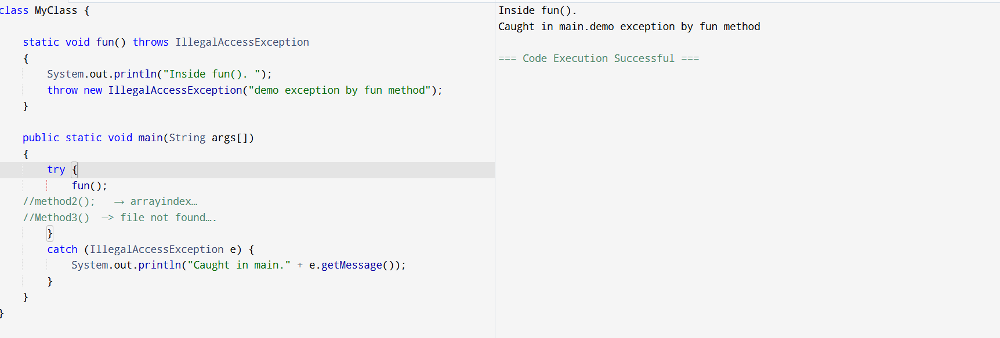 class MyClass {
static void fun() throws IllegalAccessException
{
System.out.println("Inside fun(). ");
throw new IllegalAccessException("demo exception by fun method");
}
public static void main(String args[])
{
try {
fun();
//method2();   → arrayindex…
//Method3()  —> file not found….
}
catch (IllegalAccessException e) {
System.out.println("Caught in main." + e.getMessage());
}
}
}
Inside fun().
Caught in main.demo exception by fun method
=== Code Execution Successful ===